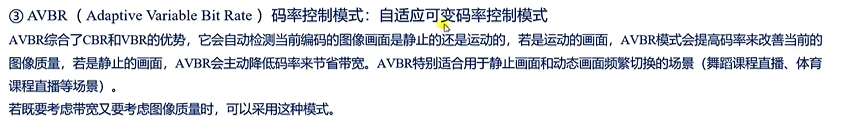 ③ AVBR（ Adaptive Variable Bit Rate ）码率控制模式：自适应可变码率控制模式
AVBR综合了CBR和VBR的优势，它会自动检测当前编码的图像画面是静止的还是运动的，若是运动的画面，AVBR模式会提高码率来改善当前的
图像质量，若是静止的画面，AVBR会主动降低码率来节省带宽。AVBR特别适合用于静止画面和动态画面频繁切换的场景（舞蹈课程直播、体育
课程直播等场景）。
若既要考虑带宽又要考虑图像质量时，可以采用这种模式。